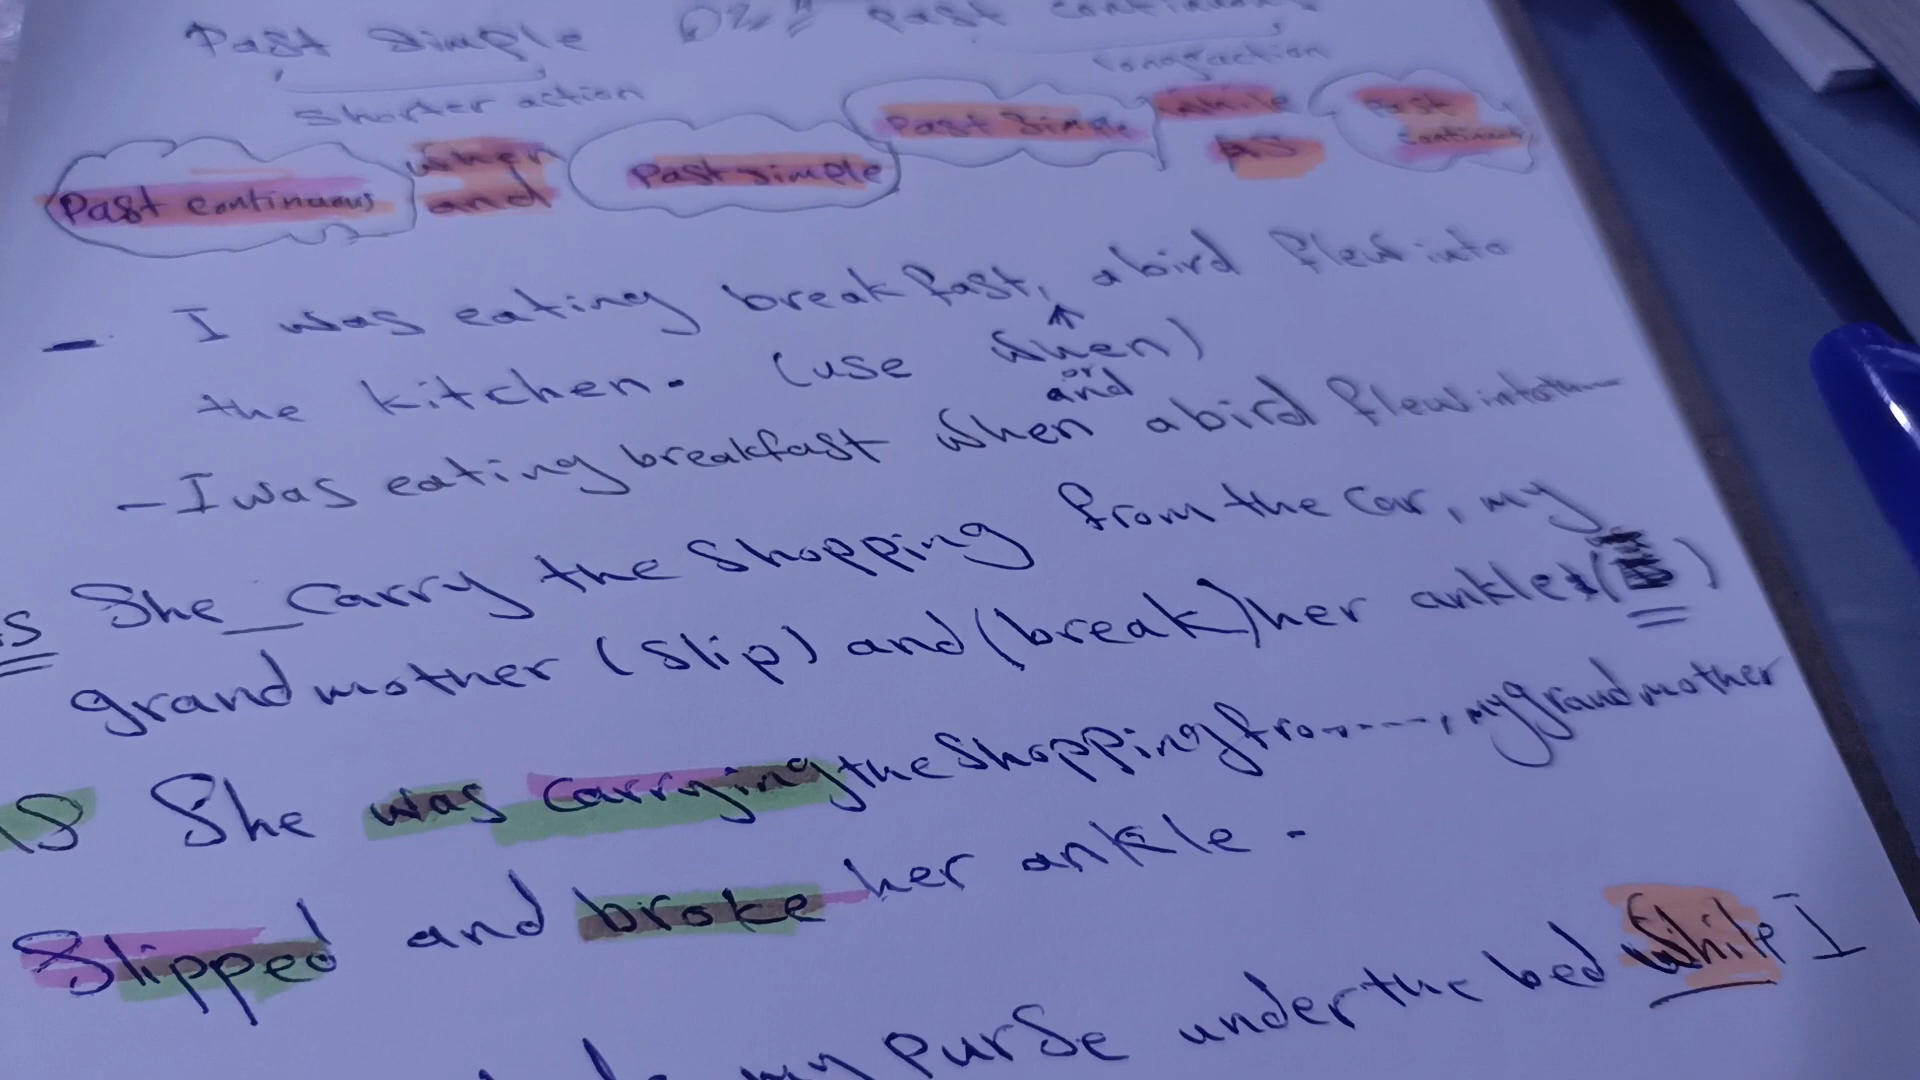 Past Simple Past continuous
Shorter action long action
Past continuous when and Past simple Past Simple while as Past continuous
- I was eating breakfast, a bird flew into
the kitchen. (use when)
or and
- I was eating breakfast when a bird flew into
She _ Carry the Shopping from the Car, my
grandmother (Slip) and (break) her ankle
S She was Carrying the Shopping fro-----, my grandmother
Slipped and broke her ankle.
my purse under the bed while I